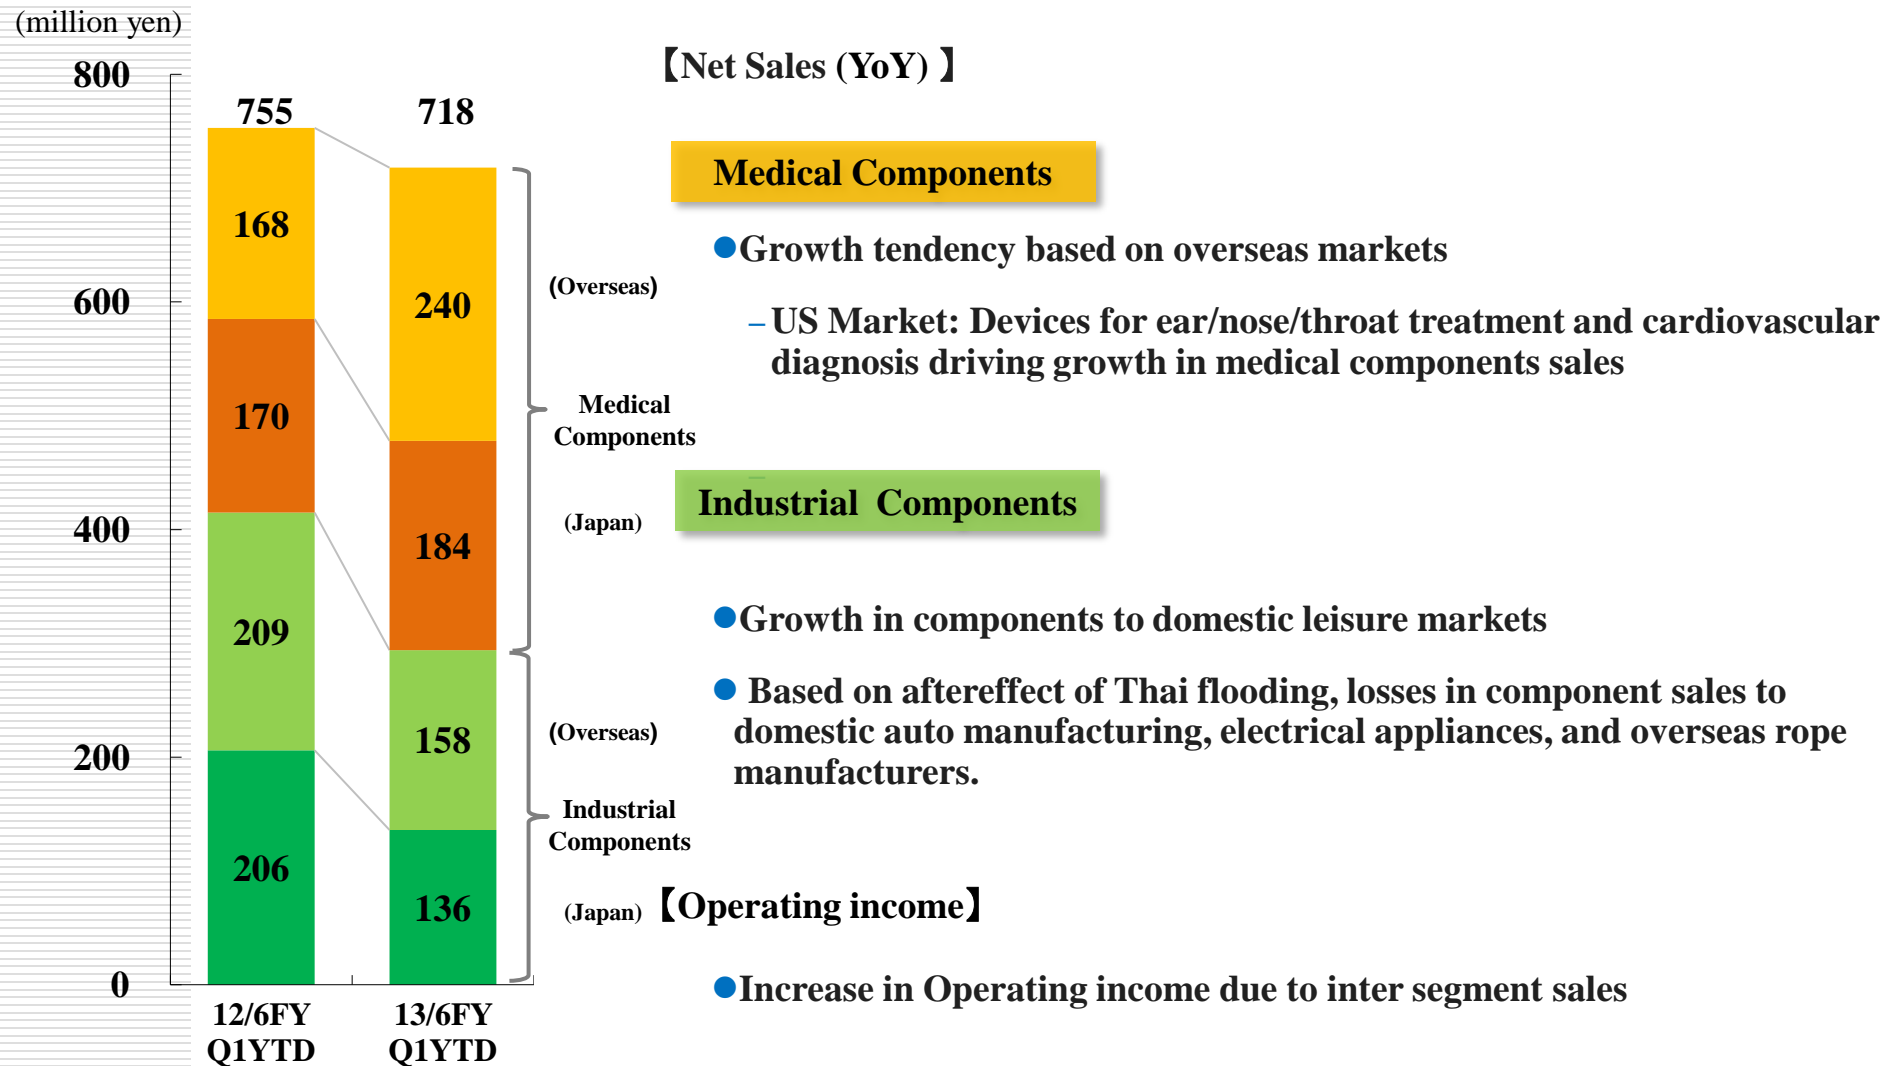 (million yen)
800
600
400
200
0
755
718
168
170
209
206
240
184
158
136
12/6FY
Q1YTD
13/6FY
Q1YTD
(Overseas)
Medical
Components
(Japan)
(Overseas)
Industrial
Components
(Japan)
【Net Sales (YoY) 】
Medical Components
●Growth tendency based on overseas markets
–US Market: Devices for ear/nose/throat treatment and cardiovascular
diagnosis driving growth in medical components sales
Industrial Components
●Growth in components to domestic leisure markets
● Based on aftereffect of Thai flooding, losses in component sales to
domestic auto manufacturing, electrical appliances, and overseas rope
manufacturers.
【Operating income】
●Increase in Operating income due to inter segment sales